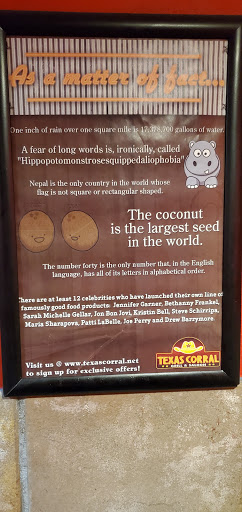 As a matter of fact...
One inch of rain over one square mile is 17,378,700 gallons of water.
A fear of long words is, ironically, called
"Hippopotomonstrosesquippedaliophobia"
Nepal is the only country in the world whose
flag is not square or rectangular shaped.
The coconut
is the largest seed
in the world.
The number forty is the only number that, in the English
language, has all of its letters in alphabetical order.
There are at least 12 celebrities who have launched their own line of
famously good food products: Jennifer Garner, Bethanny Frankel,
Sarah Michelle Gellar, Jon Bon Jovi, Kristin Bell, Steve Schirripa,
Maria Sharapova, Patti LaBelle, Joe Perry and Drew Barrymore
Visit us @ www.texascorral.net
to sign up for exclusive offers!
TEXAS CORRAL
GRILL & SALOON